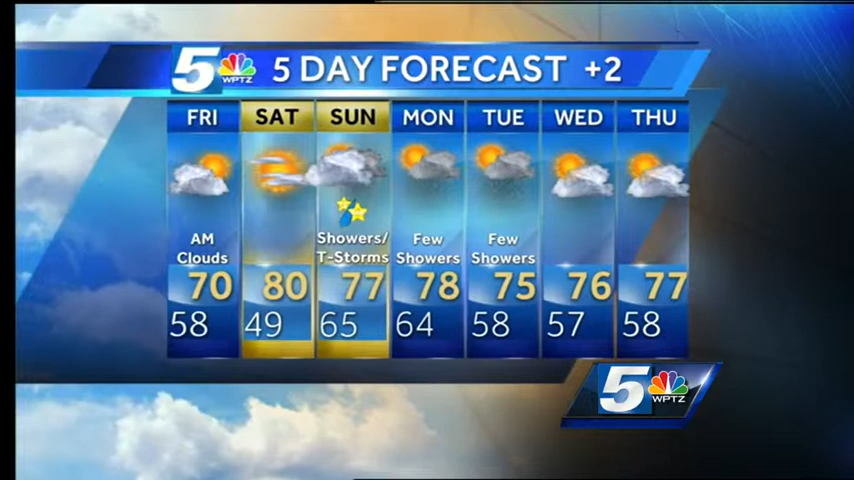 5 WPTZ 5 DAY FORECAST +2
FRI SAT SUN MON TUE WED THU
AM Clouds
Showers/ T-Storms
Few Showers
Few Showers
70 80 77 78 75 76 77
58 49 65 64 58 57 58
5 WPTZ